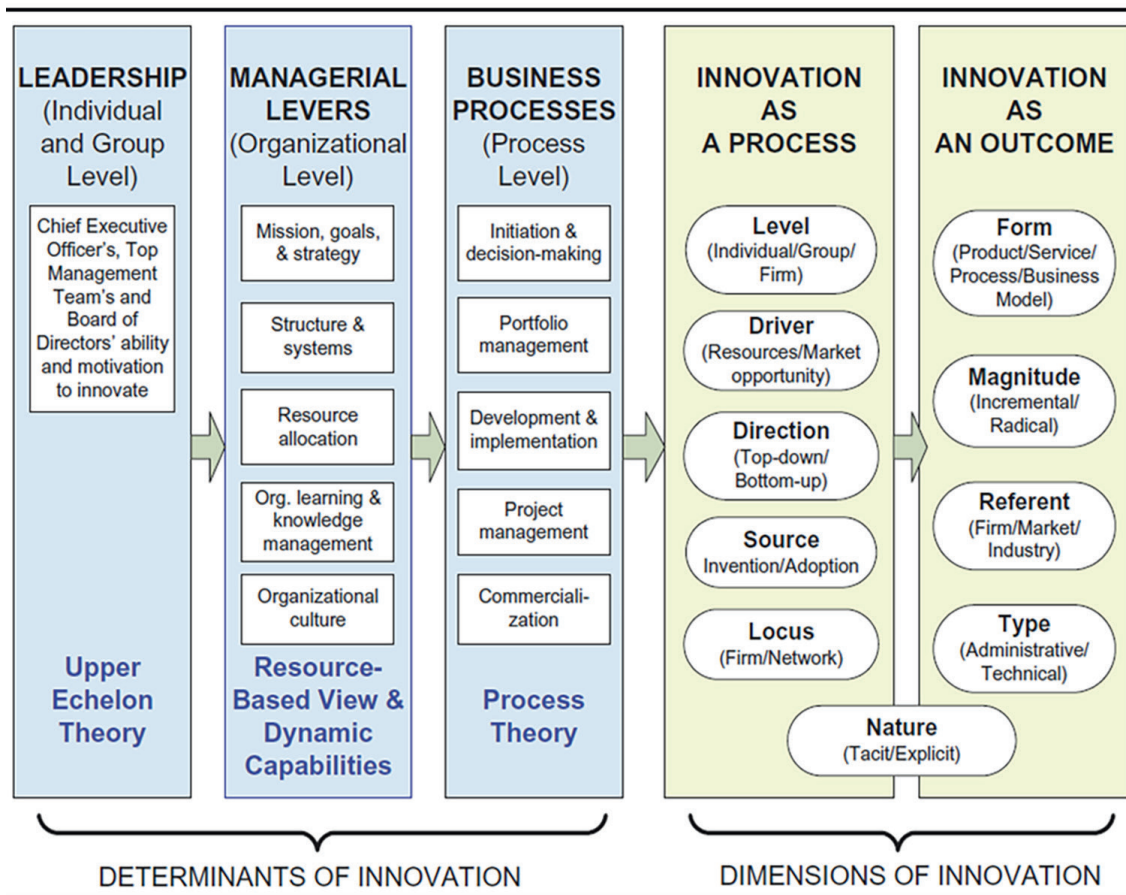 LEADERSHIP
(Individual
and Group
Level)
Chief Executive
Officer's, Top
Management
Team's and
Board of
Directors' ability
and motivation
to innovate
Upper
Echelon
Theory
MANAGERIAL
LEVERS
(Organizational
Level)
Mission, goals,
& strategy
Structure &
systems
Resource
allocation
Org. learning &
knowledge
management
Organizational
culture
Resource-
Based View &
Dynamic
Capabilities
BUSINESS
PROCESSES
(Process
Level)
Initiation &
decision-making
Portfolio
management
Development &
implementation
Project
management
Commerciali-
zation
Process
Theory
INNOVATION
AS
A PROCESS
Level
(Individual/Group/
Firm)
Driver
(Resources/Market
opportunity)
Direction
(Top-down/
Bottom-up)
Source
Invention/Adoption
Locus
(Firm/Network)
INNOVATION
AS
AN OUTCOME
Form
(Product/Service/
Process/Business
Model)
Magnitude
(Incremental/
Radical)
Referent
(Firm/Market/
Industry)
Type
(Administrative/
Technical)
Nature
(Tacit/Explicit)
DETERMINANTS OF INNOVATION
DIMENSIONS OF INNOVATION